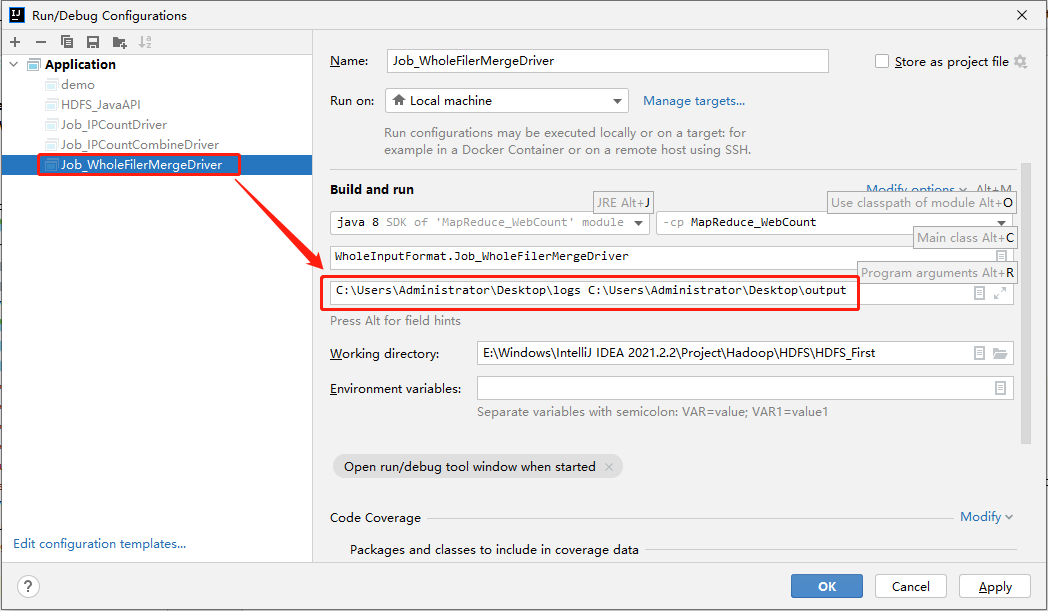 Run/Debug Configurations
Application
demo
HDFS_JavaAPI
Job_IPCountDriver
Job_IPCountCombineDriver
Job_WholeFilerMergeDriver
Edit configuration templates...
Name: Job_WholeFilerMergeDriver Store as project file
Run on: Local machine Manage targets...
Run configurations may be executed locally or on a target: for
example in a Docker Container or on a remote host using SSH.
Build and run Modify options Alt+M
JRE Alt+J Use classpath of module Alt+O
java 8 SDK of 'MapReduce_WebCount' module -cp MapReduce_WebCount
Main class Alt+C
WholeInputFormat.Job_WholeFilerMergeDriver
Program arguments Alt+R
C:\Users\Administrator\Desktop\logs C:\Users\Administrator\Desktop\output
Press Alt for field hints
Working directory: E:\Windows\IntelliJ IDEA 2021.2.2\Project\Hadoop\HDFS\HDFS_First
Environment variables:
Separate variables with semicolon: VAR=value; VAR1=value1
Open run/debug tool window when started ×
Code Coverage Modify
Packages and classes to include in coverage data
? OK Cancel Apply